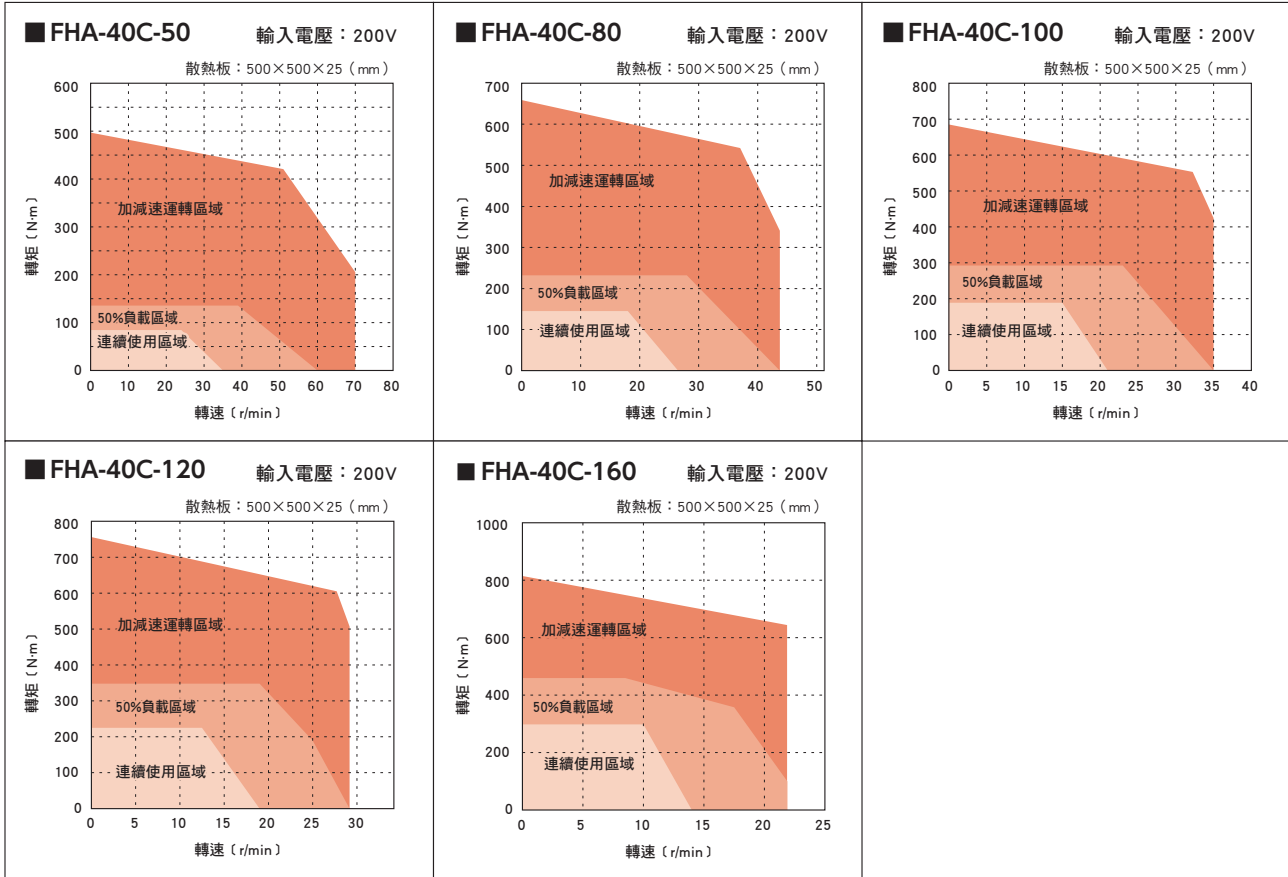 ■ FHA-40C-50 輸入電壓：200V
散熱板：500×500×25（mm）
600
500
400
300
200
100
0
轉矩〔N·m〕
加減速運轉區域
50%負載區域
連續使用區域
0 10 20 30 40 50 60 70 80
轉速〔r/min〕
■ FHA-40C-80 輸入電壓：200V
散熱板：500×500×25（mm）
700
600
500
400
300
200
100
0
轉矩〔N·m〕
加減速運轉區域
50%負載區域
連續使用區域
0 10 20 30 40 50
轉速〔r/min〕
■ FHA-40C-100 輸入電壓：200V
散熱板：500×500×25（mm）
800
700
600
500
400
300
200
100
0
轉矩〔N·m〕
加減速運轉區域
50%負載區域
連續使用區域
0 5 10 15 20 25 30 35 40
轉速〔r/min〕
■ FHA-40C-120 輸入電壓：200V
散熱板：500×500×25（mm）
800
700
600
500
400
300
200
100
0
轉矩〔N·m〕
加減速運轉區域
50%負載區域
連續使用區域
0 5 10 15 20 25 30
轉速〔r/min〕
■ FHA-40C-160 輸入電壓：200V
散熱板：500×500×25（mm）
1000
800
600
400
200
0
轉矩〔N·m〕
加減速運轉區域
50%負載區域
連續使用區域
0 5 10 15 20 25
轉速〔r/min〕